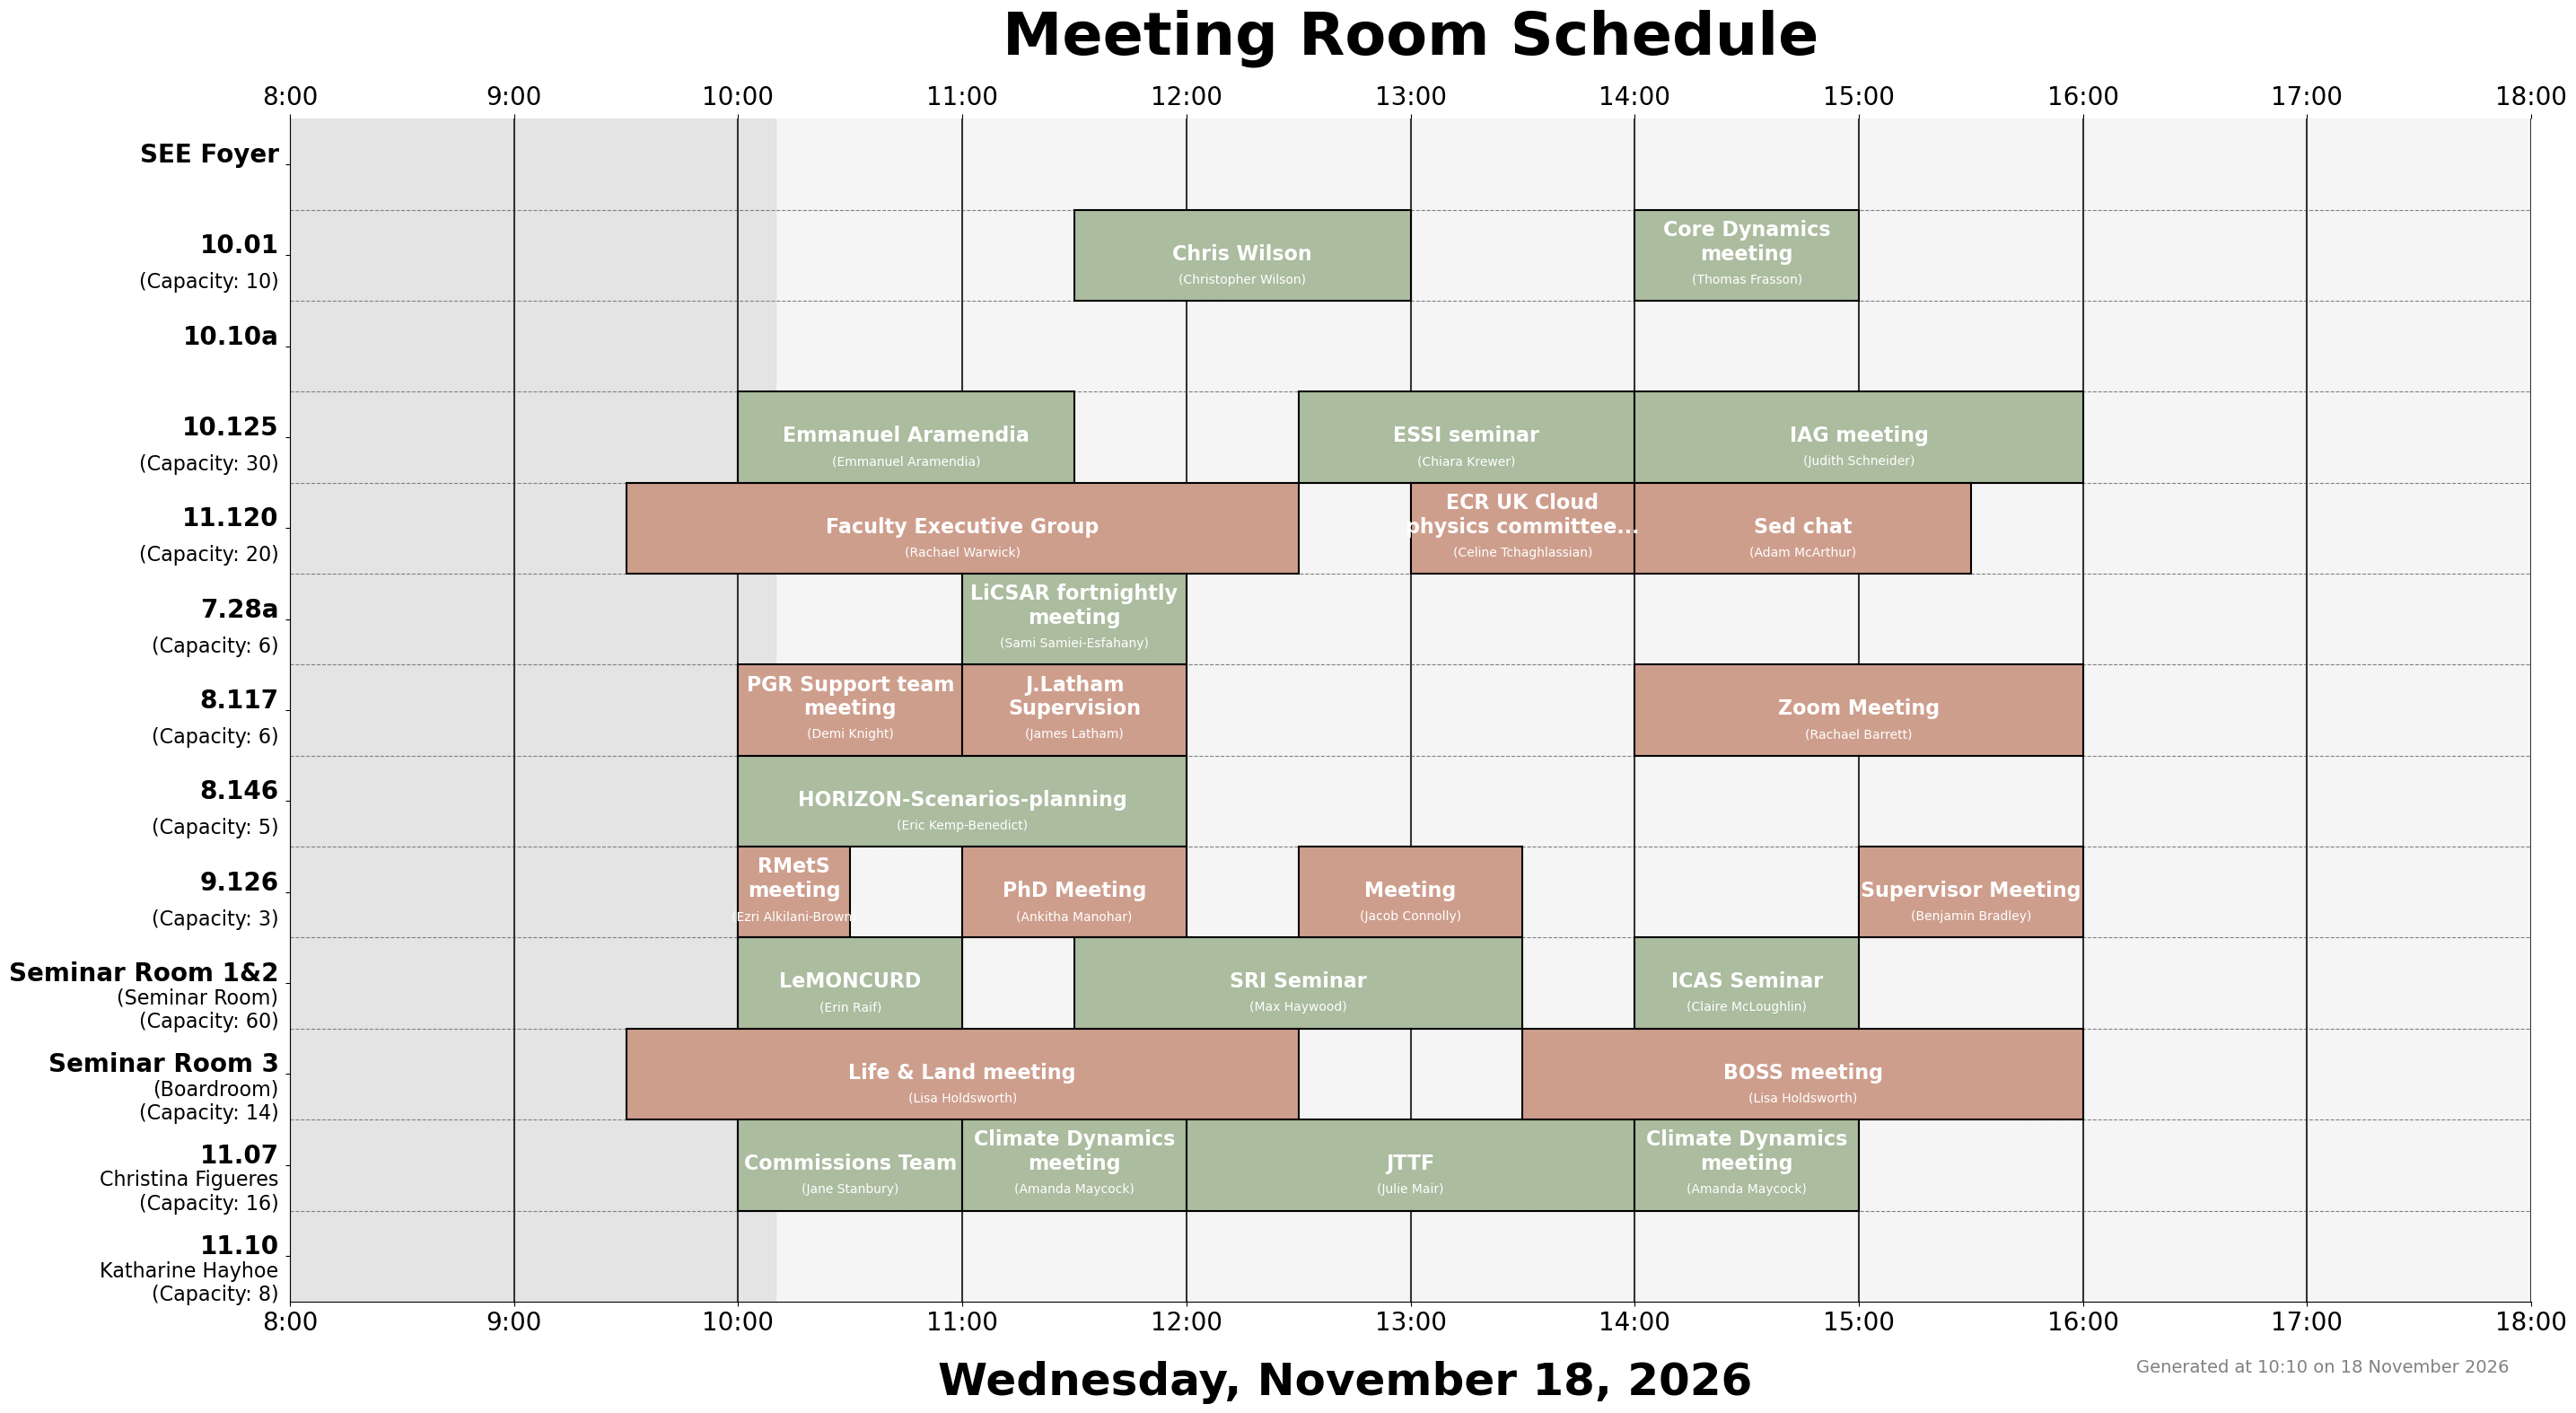 Meeting Room Schedule
8:00 9:00 10:00 11:00 12:00 13:00 14:00 15:00 16:00 17:00 18:00
SEE Foyer
10.01
(Capacity: 10)
Chris Wilson
(Christopher Wilson)
Core Dynamics
meeting
(Thomas Frasson)
10.10a
10.125
(Capacity: 30)
Emmanuel Aramendia
(Emmanuel Aramendia)
ESSI seminar
(Chiara Krewer)
IAG meeting
(Judith Schneider)
11.120
(Capacity: 20)
Faculty Executive Group
(Rachael Warwick)
ECR UK Cloud
physics committee...
(Celine Tchaghlassian)
Sed chat
(Adam McArthur)
7.28a
(Capacity: 6)
LiCSAR fortnightly
meeting
(Sami Samiei-Esfahany)
8.117
(Capacity: 6)
PGR Support team
meeting
(Demi Knight)
J.Latham
Supervision
(James Latham)
Zoom Meeting
(Rachael Barrett)
8.146
(Capacity: 5)
HORIZON-Scenarios-planning
(Eric Kemp-Benedict)
9.126
(Capacity: 3)
RMetS
meeting
(Ezri Alkilani-Brown)
PhD Meeting
(Ankitha Manohar)
Meeting
(Jacob Connolly)
Supervisor Meeting
(Benjamin Bradley)
Seminar Room 1&2
(Seminar Room)
(Capacity: 60)
LeMONCURD
(Erin Raif)
SRI Seminar
(Max Haywood)
ICAS Seminar
(Claire McLoughlin)
Seminar Room 3
(Boardroom)
(Capacity: 14)
Life & Land meeting
(Lisa Holdsworth)
BOSS meeting
(Lisa Holdsworth)
11.07
Christina Figueres
(Capacity: 16)
Commissions Team
(Jane Stanbury)
Climate Dynamics
meeting
(Amanda Maycock)
JTTF
(Julie Mair)
Climate Dynamics
meeting
(Amanda Maycock)
11.10
Katharine Hayhoe
(Capacity: 8)
8:00 9:00 10:00 11:00 12:00 13:00 14:00 15:00 16:00 17:00 18:00
Wednesday, November 18, 2026
Generated at 10:10 on 18 November 2026